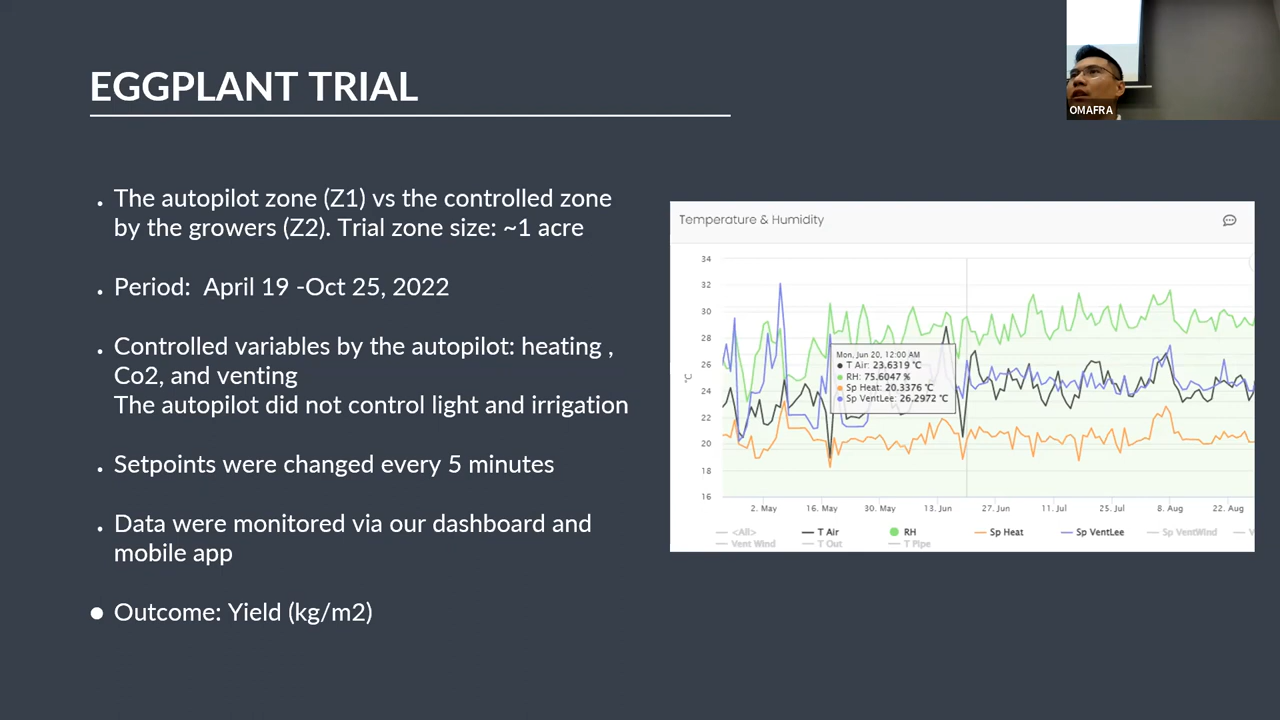 EGGPLANT TRIAL
OMAFRA
. The autopilot zone (Z1) vs the controlled zone
by the growers (Z2). Trial zone size: ~1 acre
. Period:  April 19 -Oct 25, 2022
. Controlled variables by the autopilot: heating ,
Co2, and venting
The autopilot did not control light and irrigation
. Setpoints were changed every 5 minutes
. Data were monitored via our dashboard and
mobile app
● Outcome: Yield (kg/m2)
Temperature & Humidity
34
32
30
28
26
24
22
20
18
16
°C
Mon, Jun 20, 12:00 AM
● T Air: 23.6319 °C
● RH: 75.6047 %
● Sp Heat: 20.3376 °C
● Sp VentLee: 26.2972 °C
2. May 16. May 30. May 13. Jun 27. Jun 11. Jul 25. Jul 8. Aug 22. Aug
<All> T Air RH Sp Heat Sp VentLee Sp VentWind
Vent Wind T Out T Pipe